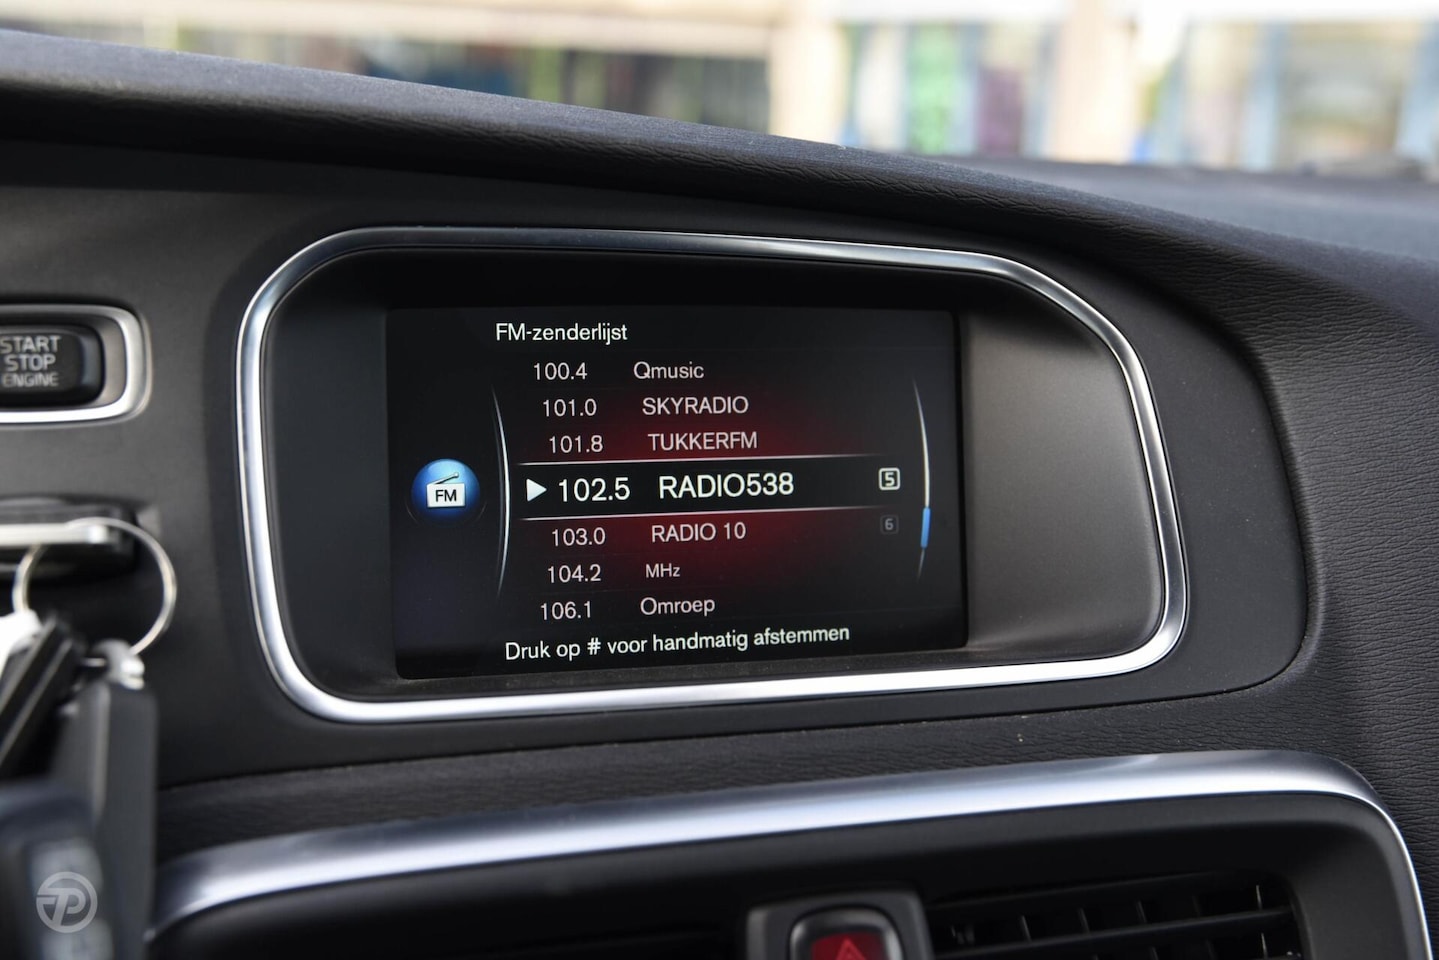 START
STOP
ENGINE
FM-zenderlijst
100.4 Qmusic
101.0 SKYRADIO
101.8 TUKKERFM
FM
102.5 RADIO538 5
103.0 RADIO 10 6
104.2 MHz
106.1 Omroep
Druk op # voor handmatig afstemmen